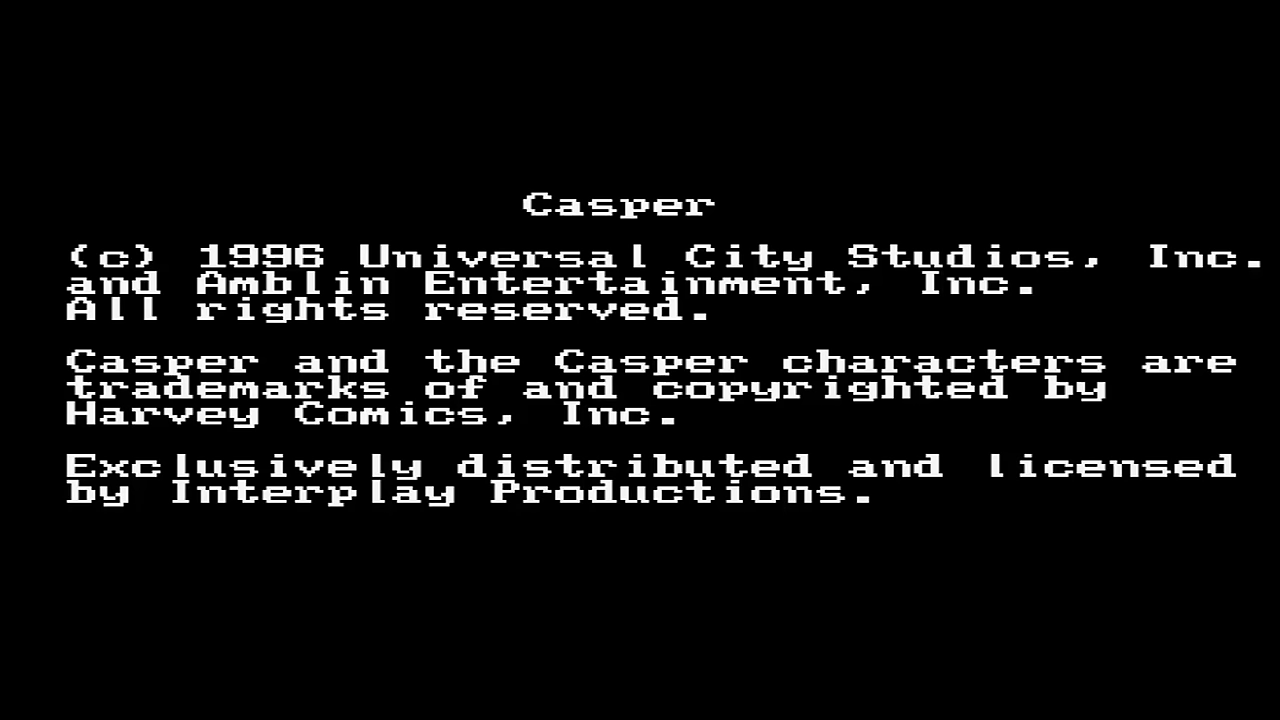 Casper
(c) 1996 Universal City Studios, Inc.
and Amblin Entertainment, Inc.
All rights reserved.
Casper and the Casper characters are
trademarks of and copyrighted by
Harvey Comics, Inc.
Exclusively distributed and licensed
by Interplay Productions.